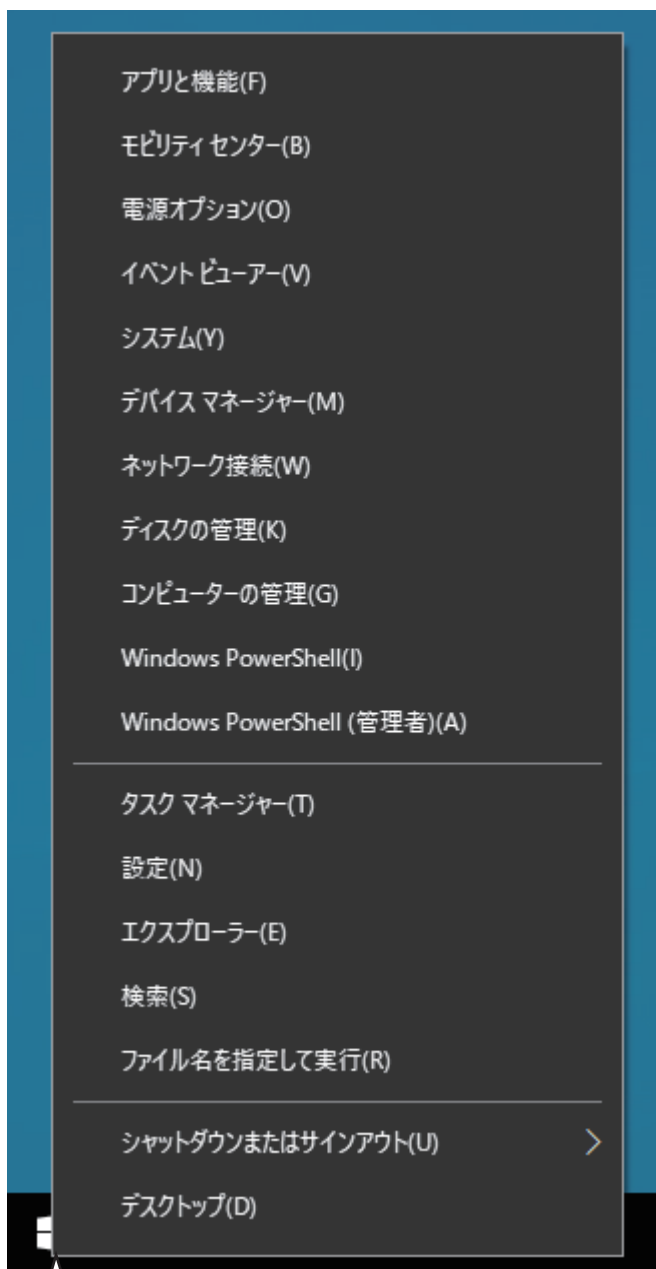 アプリと機能(F)
モビリティ センター(B)
電源オプション(O)
イベント ビューアー(V)
システム(Y)
デバイス マネージャー(M)
ネットワーク接続(W)
ディスクの管理(K)
コンピューターの管理(G)
Windows PowerShell(I)
Windows PowerShell (管理者)(A)
タスク マネージャー(T)
設定(N)
エクスプローラー(E)
検索(S)
ファイル名を指定して実行(R)
シャットダウンまたはサインアウト(U)
デスクトップ(D)